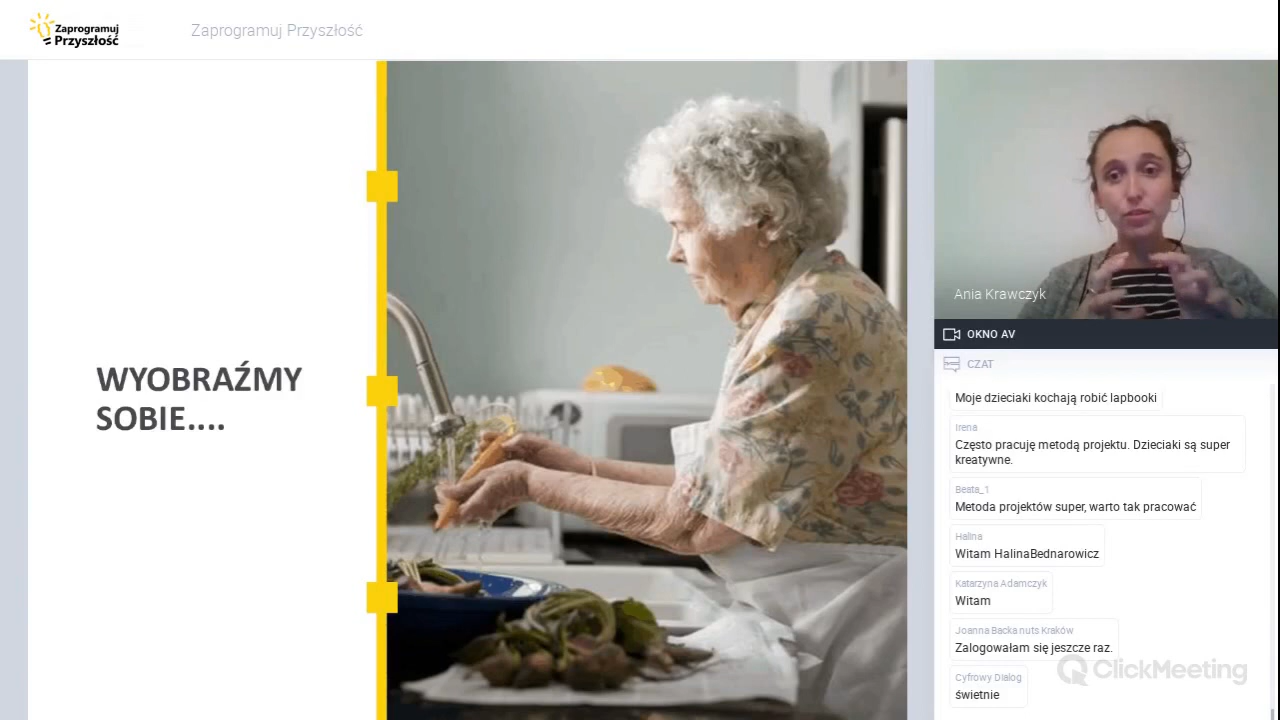 Zaprogramuj
Przyszłość
Zaprogramuj Przyszłość
WYOBRAŹMY
SOBIE....
Ania Krawczyk
OKNO AV
CZAT
Moje dzieciaki kochają robić lapbooki
Irena
Często pracuję metodą projektu. Dzieciaki są super
kreatywne.
Beata_1
Metoda projektów super, warto tak pracować
Halina
Witam HalinaBednarowicz
Katarzyna Adamczyk
Witam
Joanna Backa nuts Kraków
Zalogowałam się jeszcze raz.
Cyfrowy Dialog
świetnie
ClickMeeting